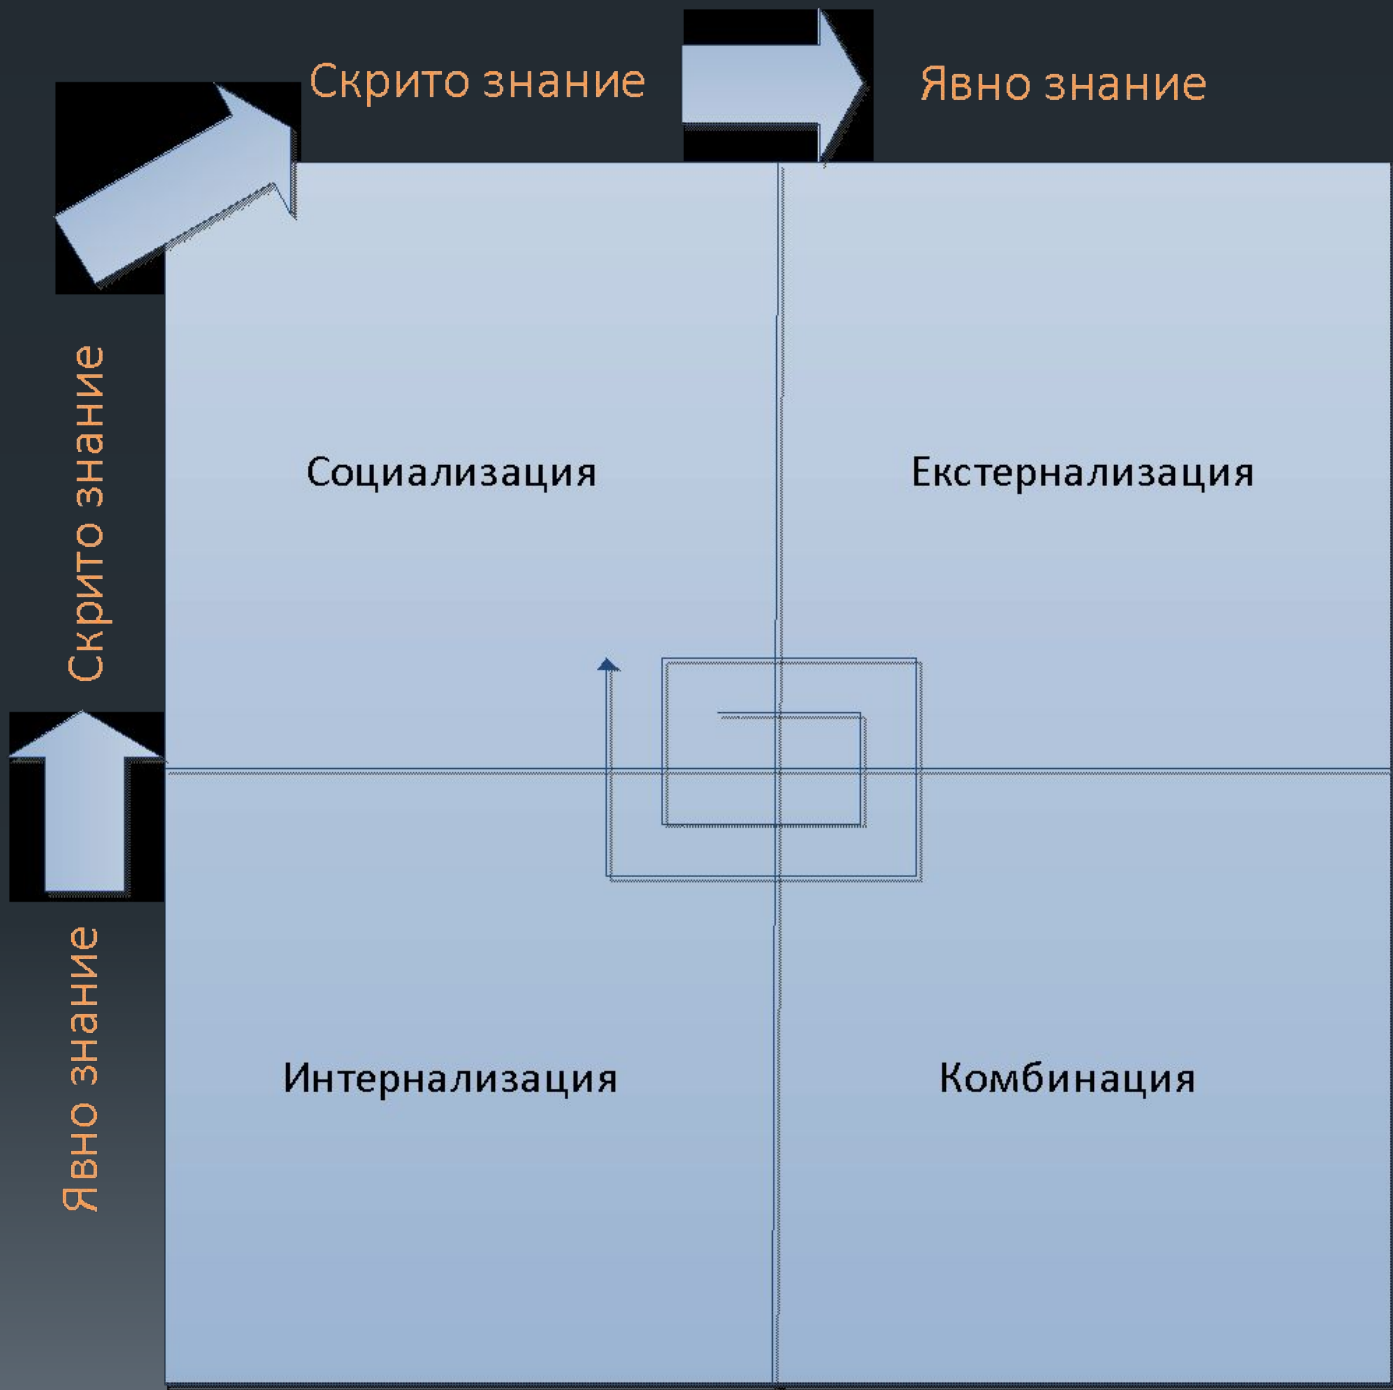 Скрито знание
Явно знание
Скрито знание
Социализация
Екстернализация
Явно знание
Интернализация
Комбинация